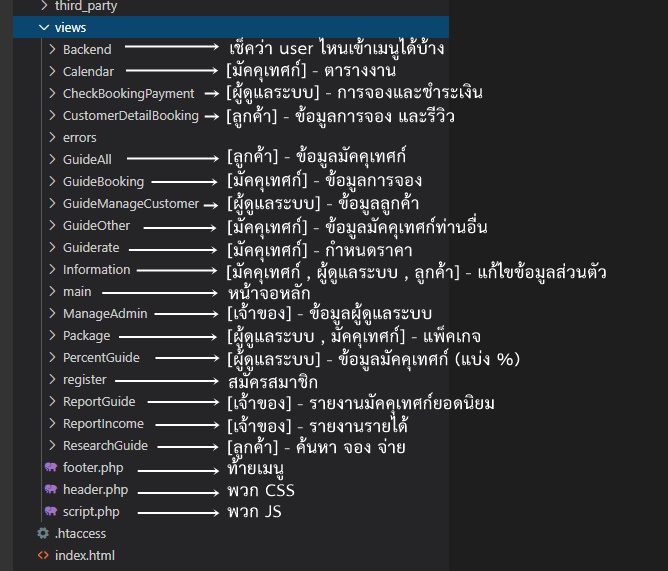 third_party
views
Backend เช็คว่า user ไหนเข้าเมนูได้บ้าง
Calendar [มัคคุเทศก์] - ตารางงาน
CheckBookingPayment [ผู้ดูแลระบบ] - การจองและชำระเงิน
CustomerDetailBooking [ลูกค้า] - ข้อมูลการจอง และรีวิว
errors
GuideAll [ลูกค้า] - ข้อมูลมัคคุเทศก์
GuideBooking [มัคคุเทศก์] - ข้อมูลการจอง
GuideManageCustomer [ผู้ดูแลระบบ] - ข้อมูลลูกค้า
GuideOther [มัคคุเทศก์] - ข้อมูลมัคคุเทศก์ท่านอื่น
Guiderate [มัคคุเทศก์] - กำหนดราคา
Information [มัคคุเทศก์ , ผู้ดูแลระบบ , ลูกค้า] - แก้ไขข้อมูลส่วนตัว
main หน้าจอหลัก
ManageAdmin [เจ้าของ] - ข้อมูลผู้ดูแลระบบ
Package [ผู้ดูแลระบบ , มัคคุเทศก์] - แพ็คเกจ
PercentGuide [ผู้ดูแลระบบ] - ข้อมูลมัคคุเทศก์ (แบ่ง %)
register สมัครสมาชิก
ReportGuide [เจ้าของ] - รายงานมัคคุเทศก์ยอดนิยม
ReportIncome [เจ้าของ] - รายงานรายได้
ResearchGuide [ลูกค้า] - ค้นหา จอง จ่าย
footer.php ท้ายเมนู
header.php พวก CSS
script.php พวก JS
.htaccess
index.html